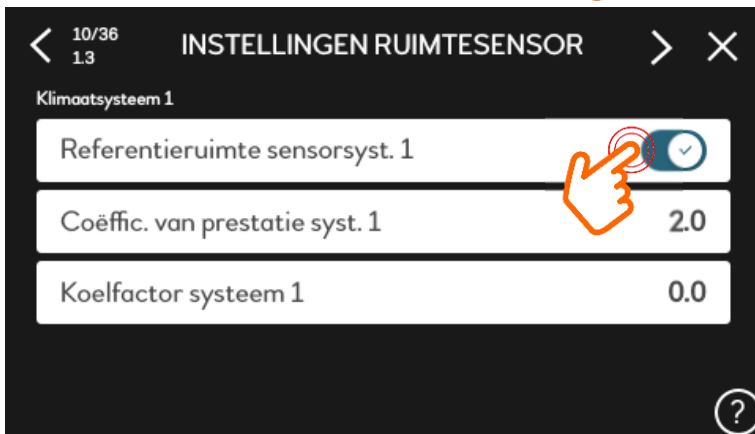 10/36
1.3
INSTELLINGEN RUIMTESENSOR
Klimaatsysteem 1
Referentieruimte sensorsyst. 1
Coëffic. van prestatie syst. 1 2.0
Koelfactor systeem 1 0.0
?